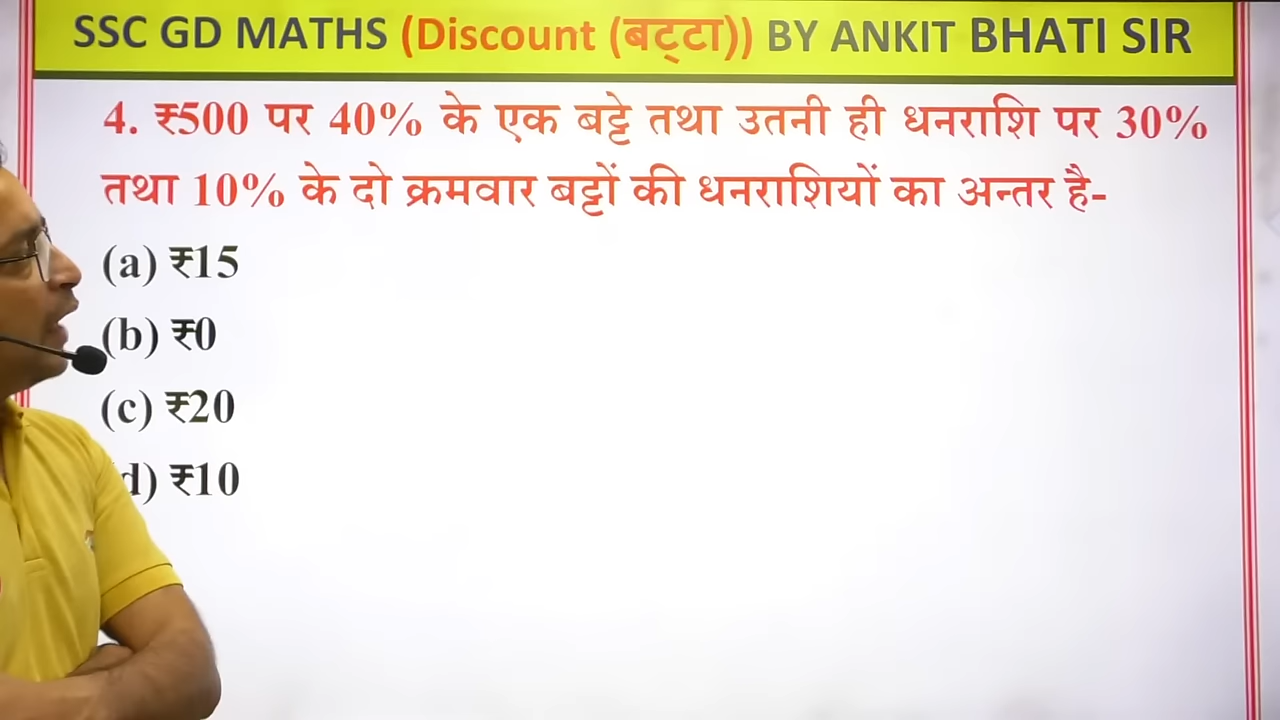 SSC GD MATHS (Discount (बट्टा)) BY ANKIT BHATI SIR
4. ₹500 पर 40% के एक बट्टे तथा उतनी ही धनराशि पर 30%
तथा 10% के दो क्रमवार बट्टों की धनराशियों का अन्तर है-
(a) ₹15
(b) ₹0
(c) ₹20
d) ₹10